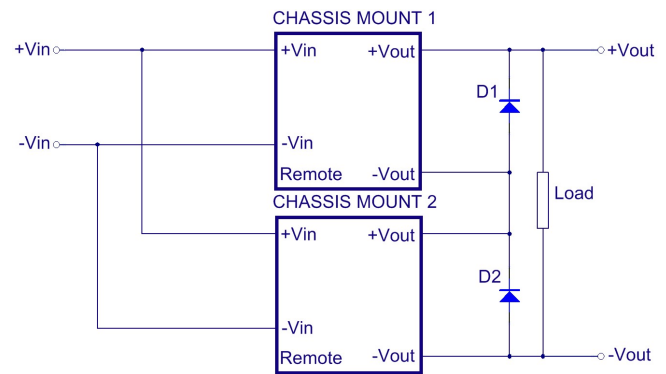 CHASSIS MOUNT 1
+Vin
+Vin
+Vout
+Vout
D1
-Vin
-Vin
Remote
-Vout
Load
CHASSIS MOUNT 2
+Vin
+Vout
D2
-Vin
Remote
-Vout
-Vout